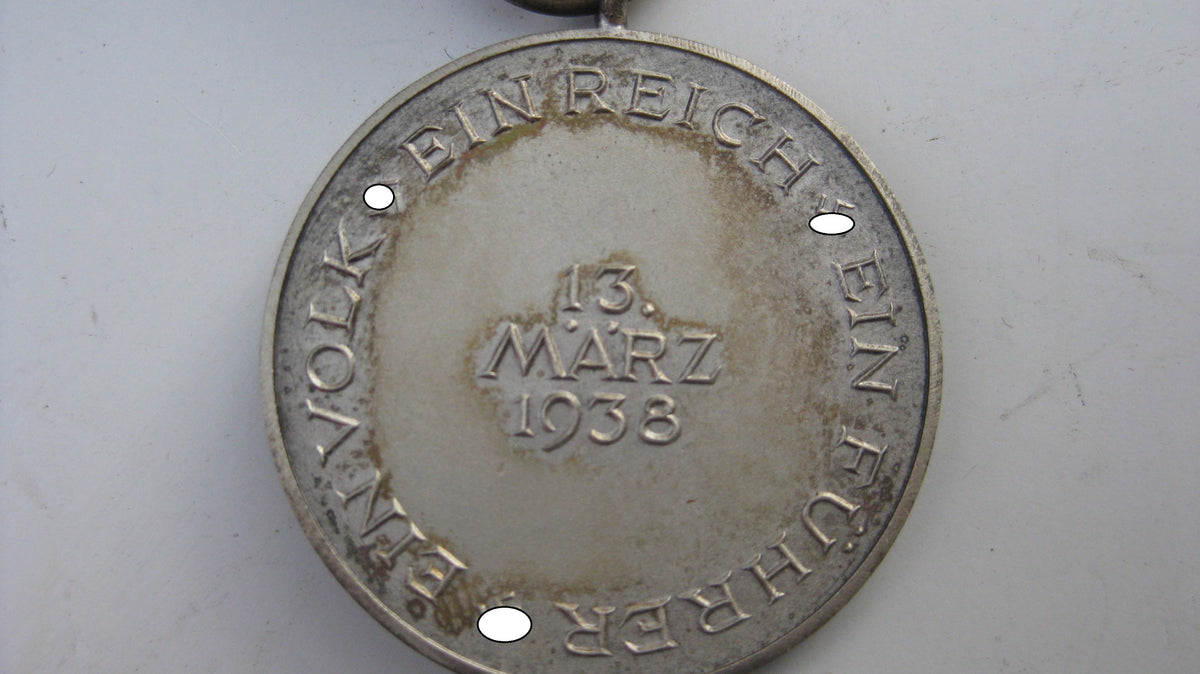 EIN VOLK EIN REICH EIN FÜHRER
13.
MÄRZ
1938